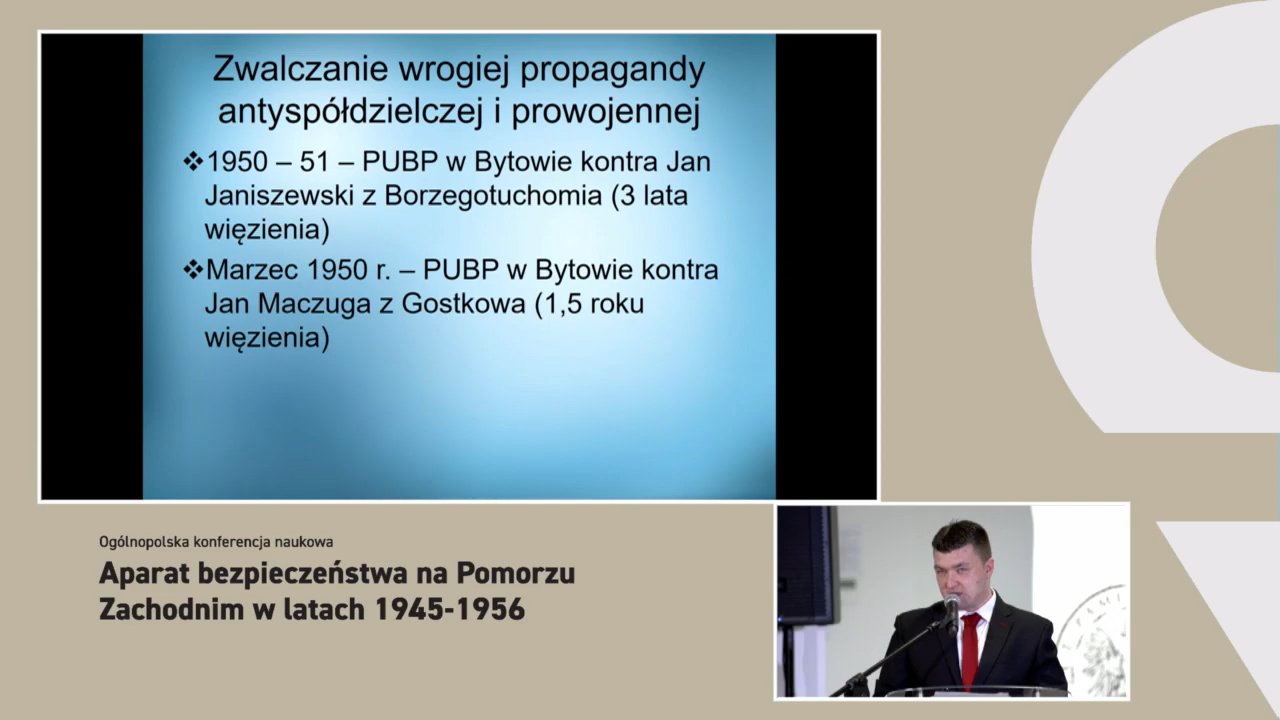 Zwalczanie wrogiej propagandy
antyspółdzielczej i prowojennej
❖1950 – 51 – PUBP w Bytowie kontra Jan
Janiszewski z Borzegotuchomia (3 lata
więzienia)
❖Marzec 1950 r. – PUBP w Bytowie kontra
Jan Maczuga z Gostkowa (1,5 roku
więzienia)
Ogólnopolska konferencja naukowa
Aparat bezpieczeństwa na Pomorzu
Zachodnim w latach 1945-1956